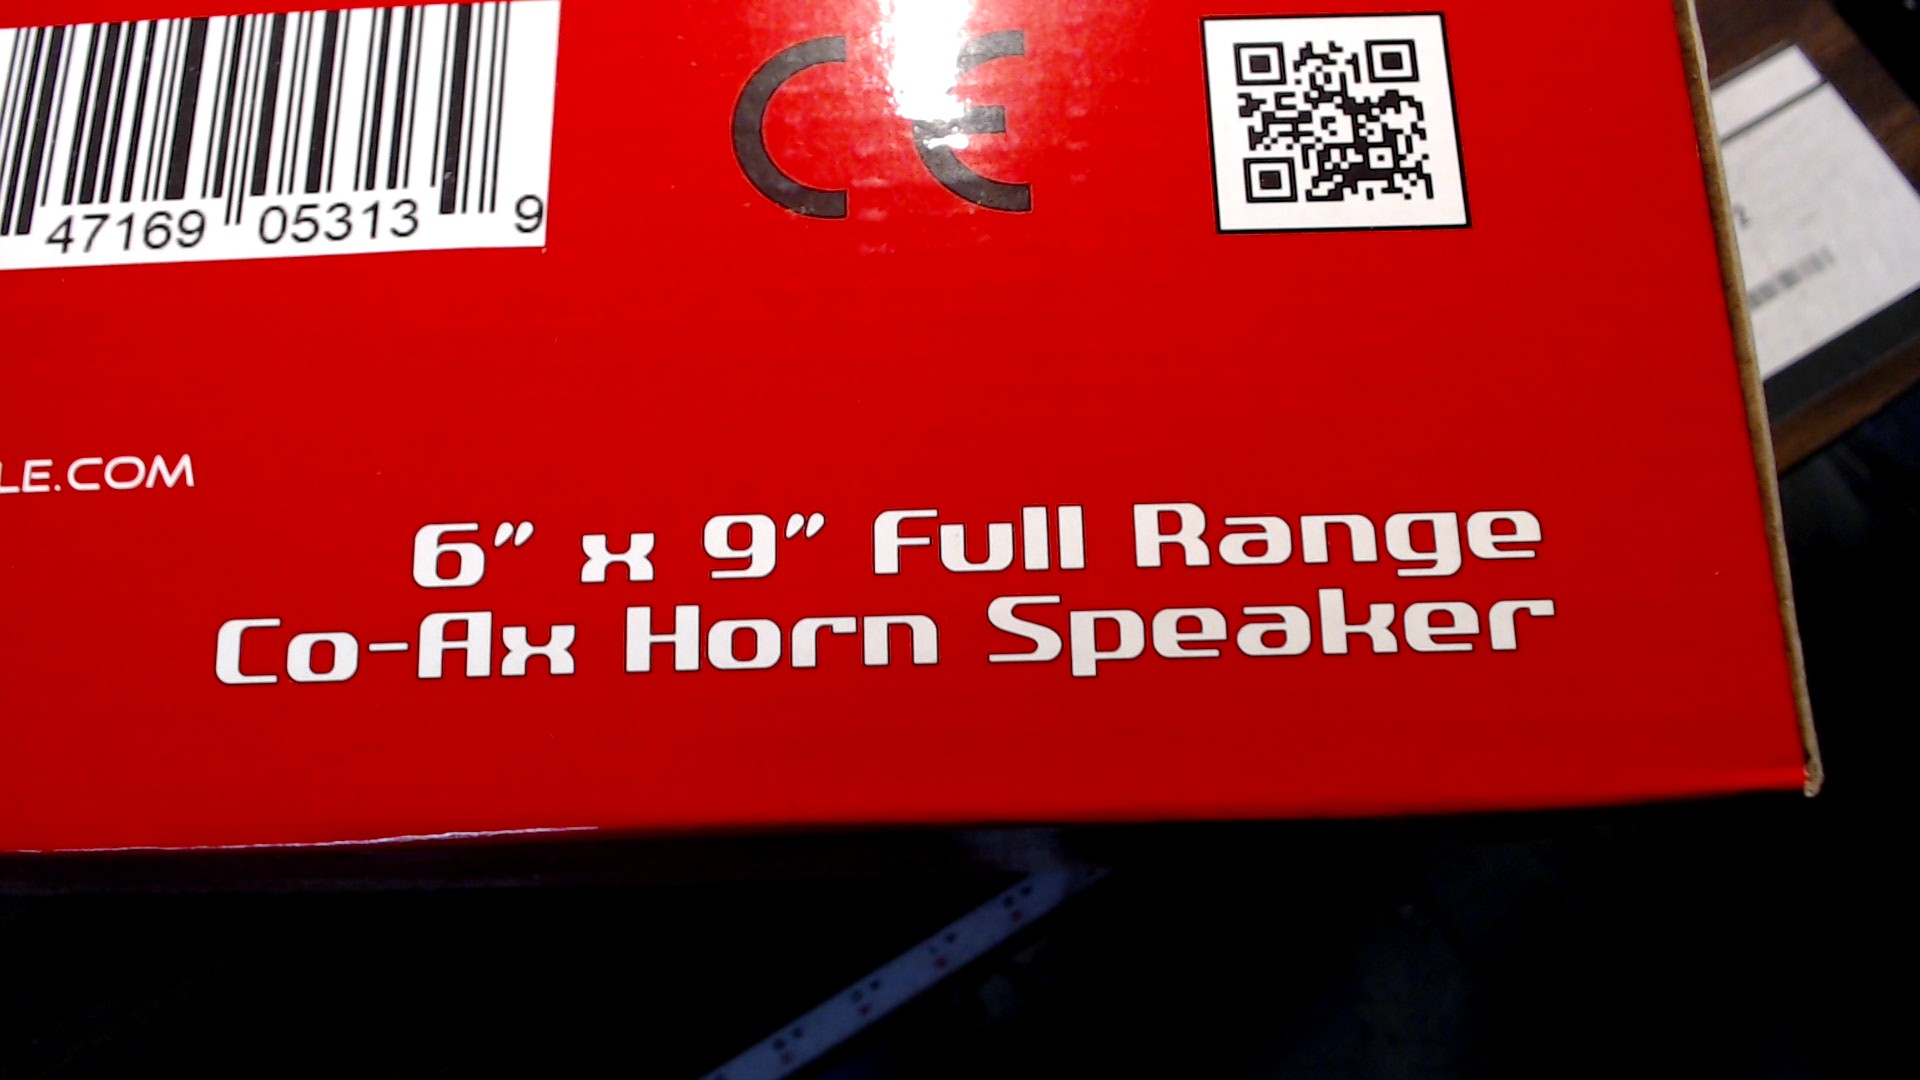 47169 05313 9
CE
LE.COM
6” x 9” Full Range
Co-Ax Horn Speaker